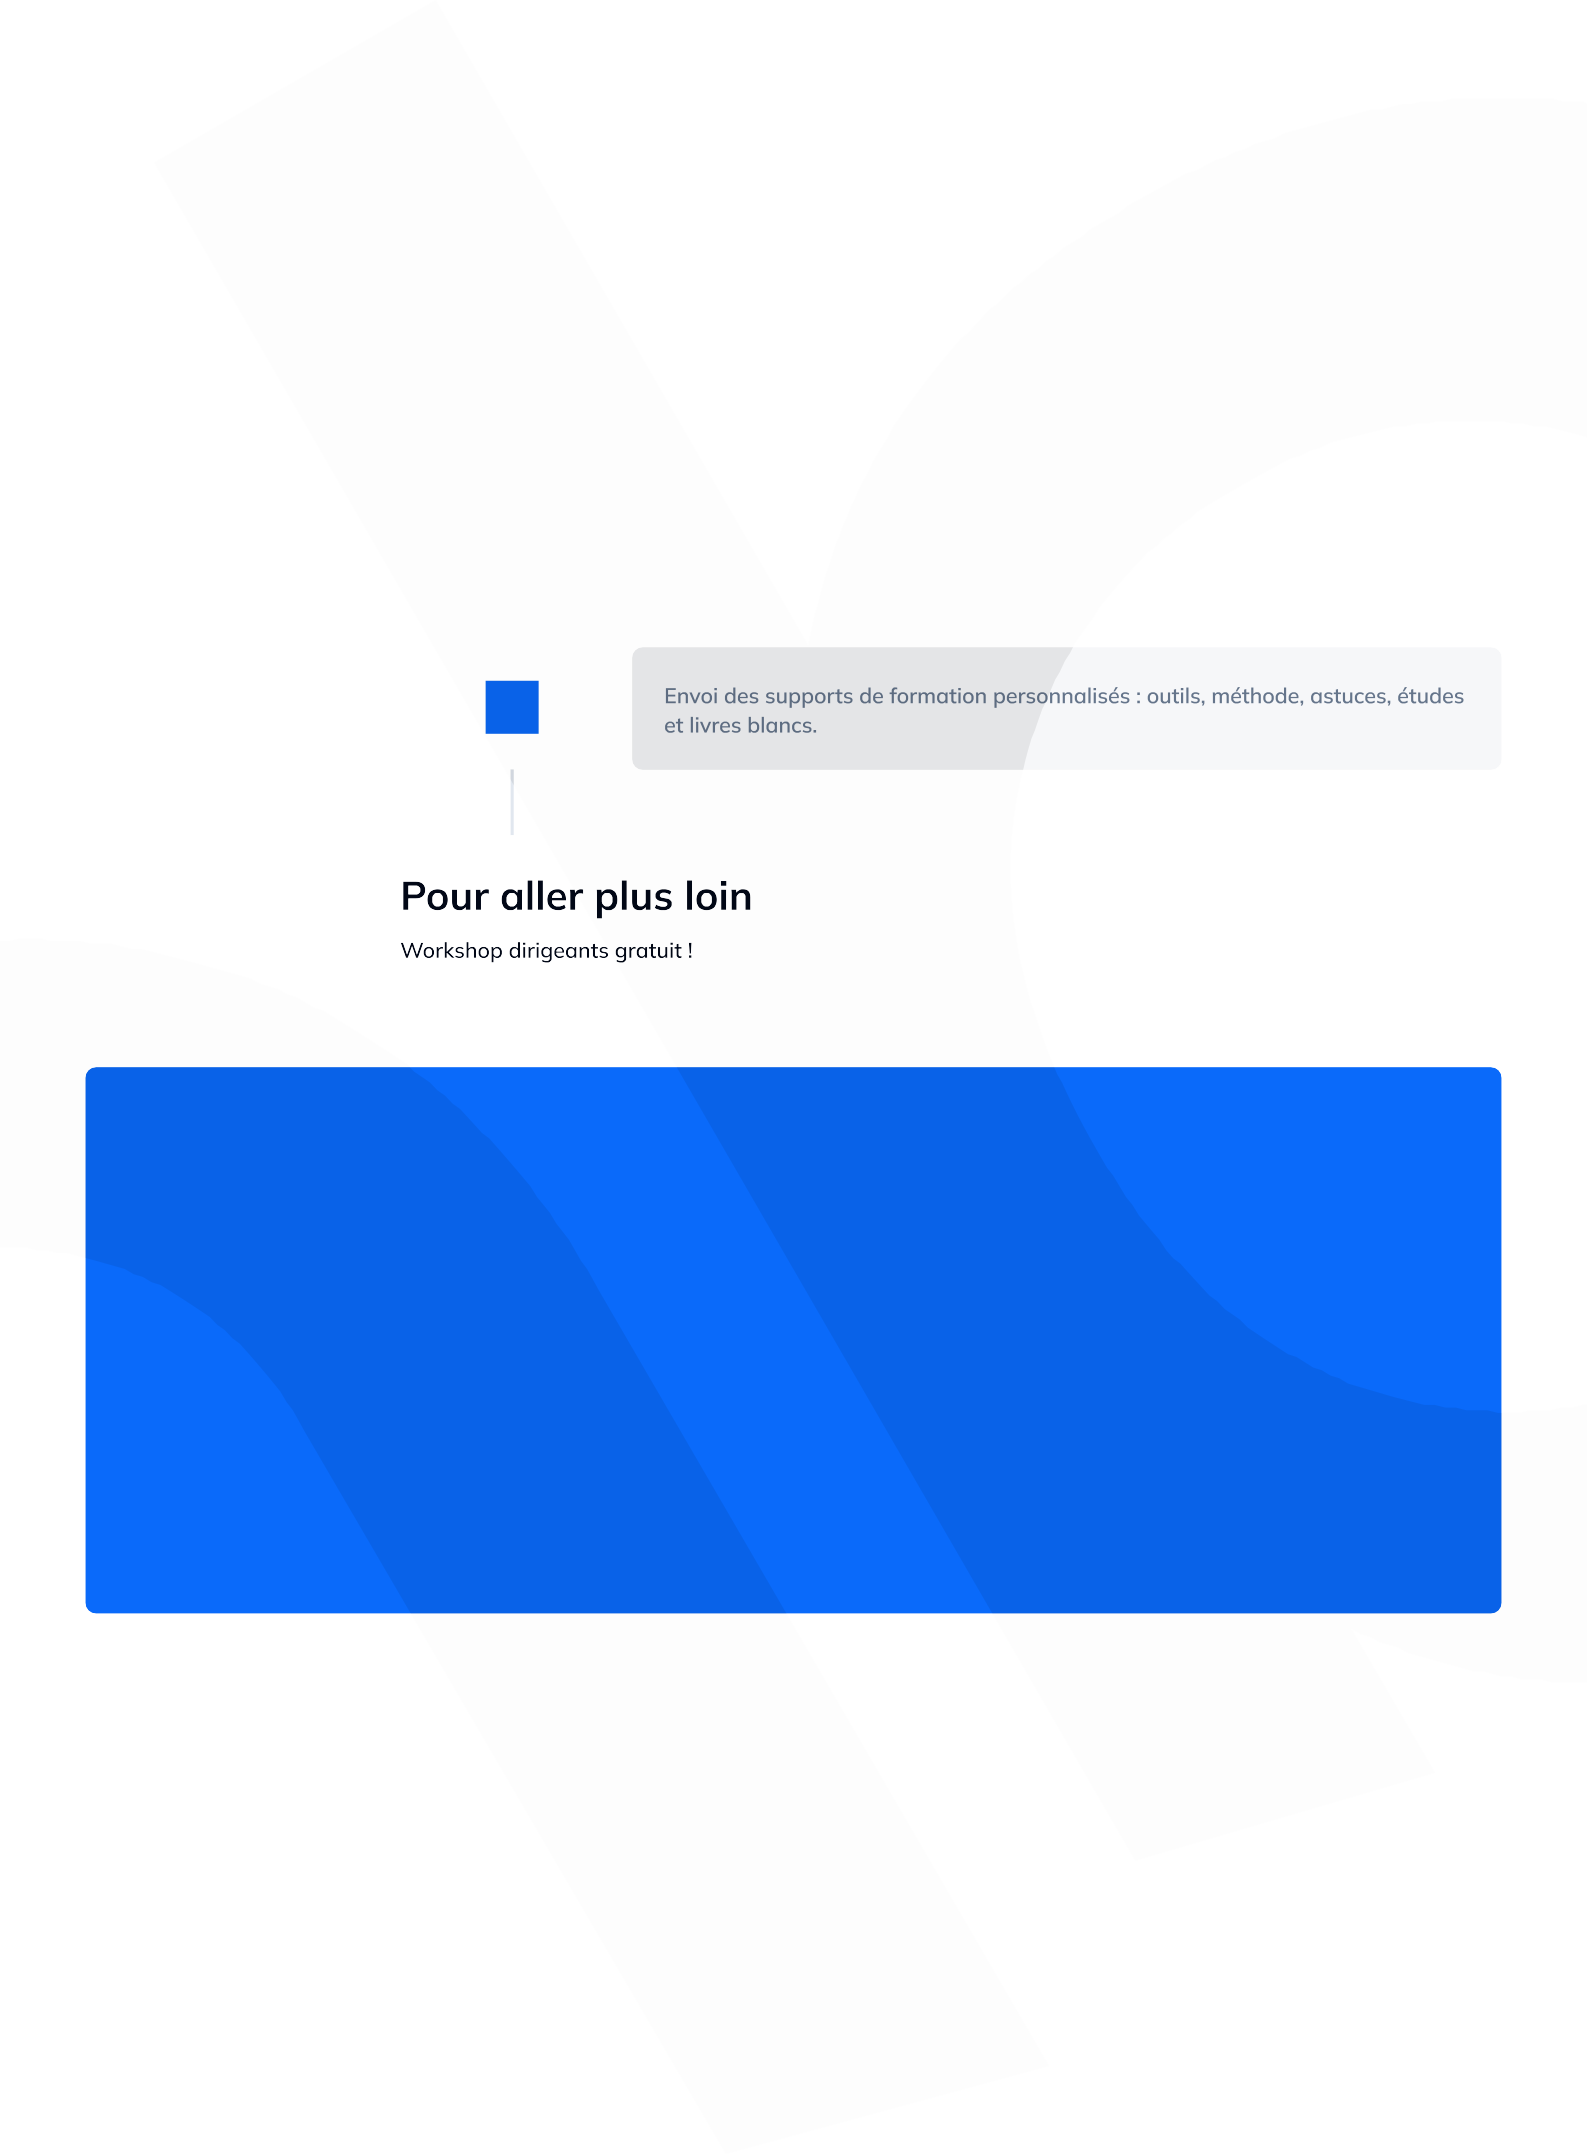 Envoi des supports de formation personnalisés : outils, méthode, astuces, études
et livres blancs.
Pour aller plus loin
Workshop dirigeants gratuit !